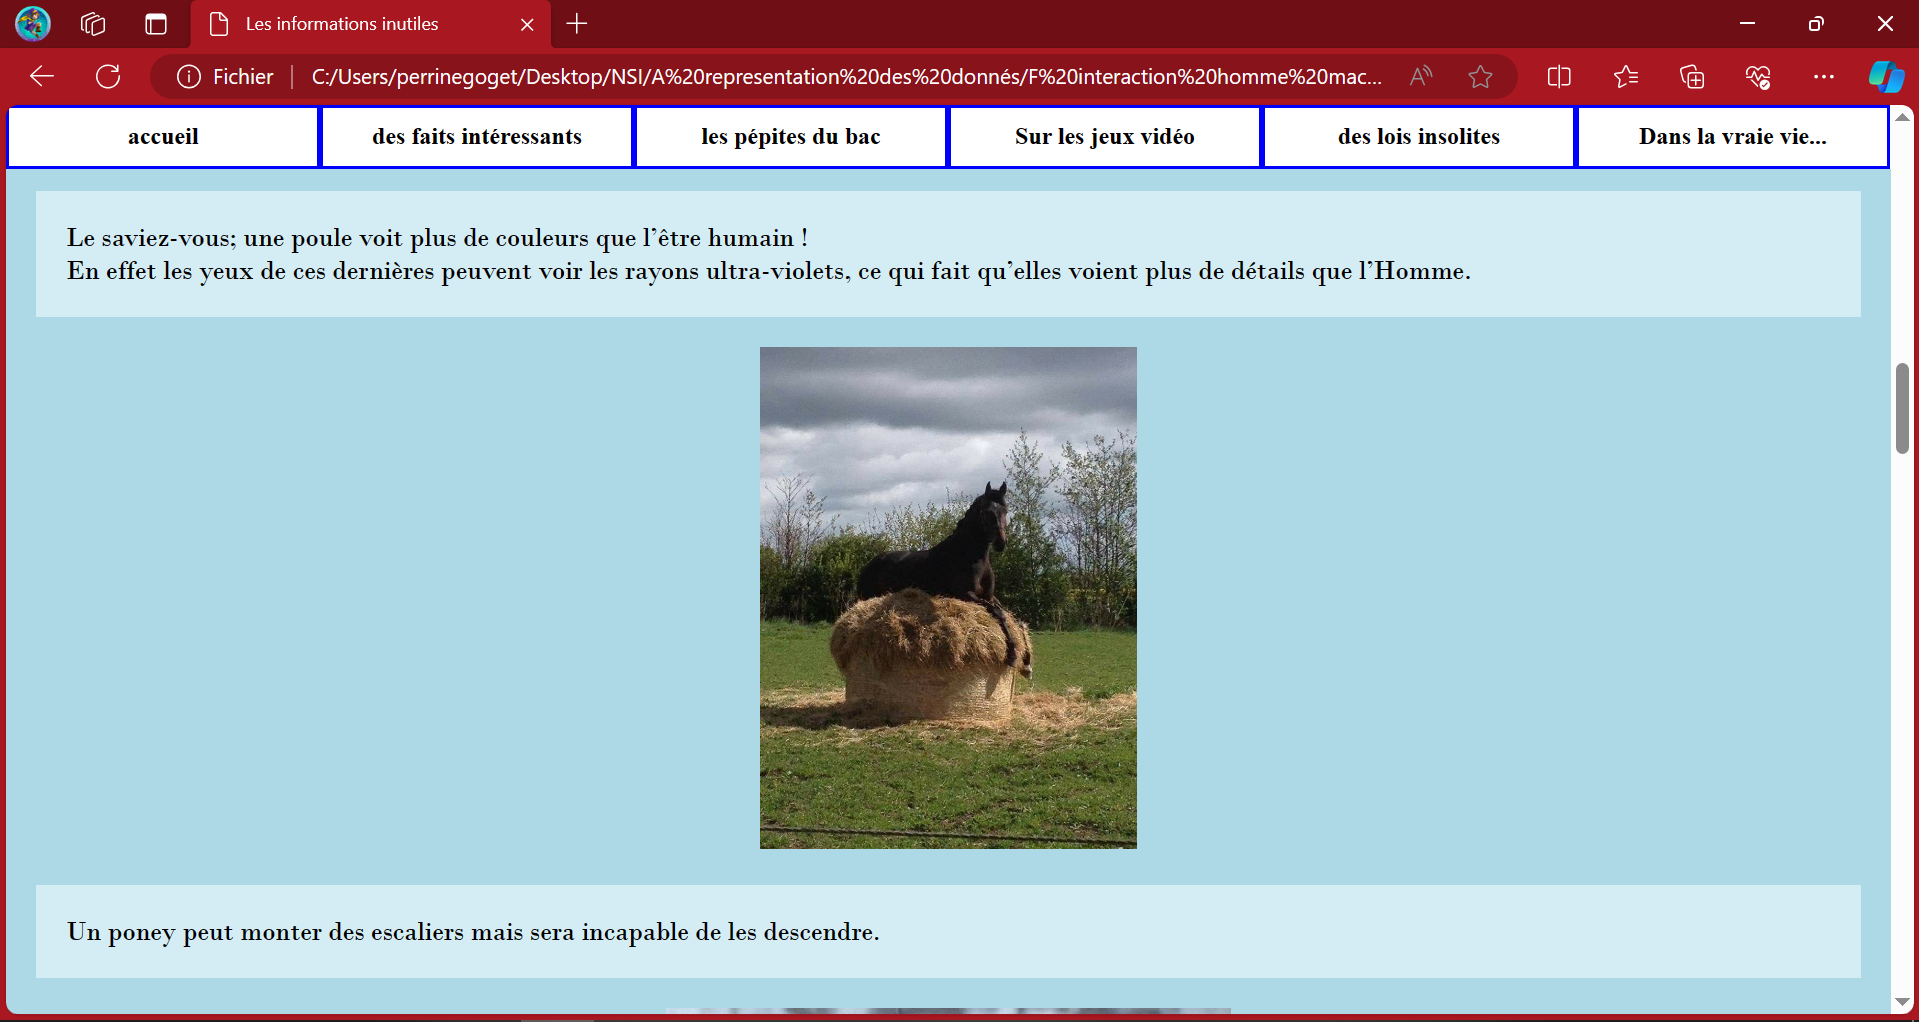 Les informations inutiles
Fichier
C:/Users/perrinegoget/Desktop/NSI/A%20representation%20des%20donnés/F%20interaction%20homme%20mac...
accueil
des faits intéressants
les pépites du bac
Sur les jeux vidéo
des lois insolites
Dans la vraie vie...
Le saviez-vous; une poule voit plus de couleurs que l'être humain !
En effet les yeux de ces dernières peuvent voir les rayons ultra-violets, ce qui fait qu'elles voient plus de détails que l'Homme.
Un poney peut monter des escaliers mais sera incapable de les descendre.